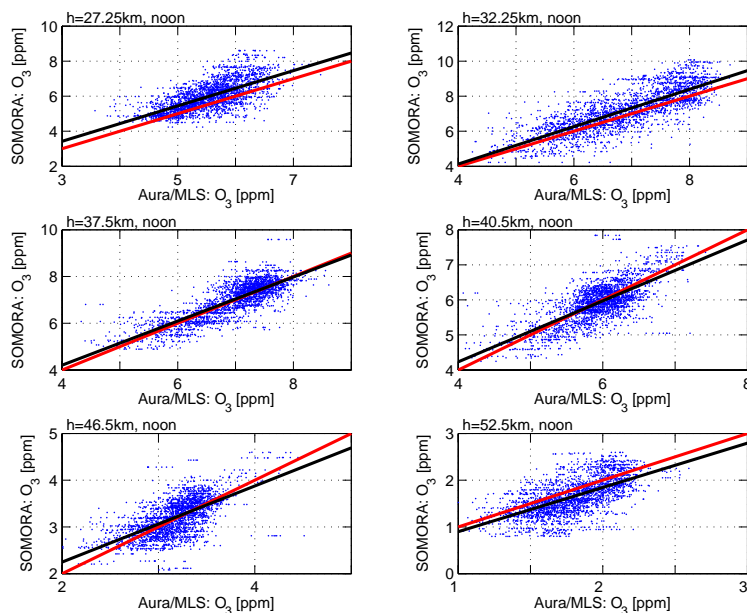 h=27.25km, noon
10
8
6
4
2
SOMORA: O3 [ppm]
3 5 7
Aura/MLS: O3 [ppm]
h=32.25km, noon
12
10
8
6
4
2
SOMORA: O3 [ppm]
4 6 8
Aura/MLS: O3 [ppm]
h=37.5km, noon
10
8
6
4
SOMORA: O3 [ppm]
4 6 8
Aura/MLS: O3 [ppm]
h=40.5km, noon
8
7
6
5
4
SOMORA: O3 [ppm]
4 6 8
Aura/MLS: O3 [ppm]
h=46.5km, noon
5
4
3
2
SOMORA: O3 [ppm]
2 4
Aura/MLS: O3 [ppm]
h=52.5km, noon
3
2
1
0
SOMORA: O3 [ppm]
1 2 3
Aura/MLS: O3 [ppm]